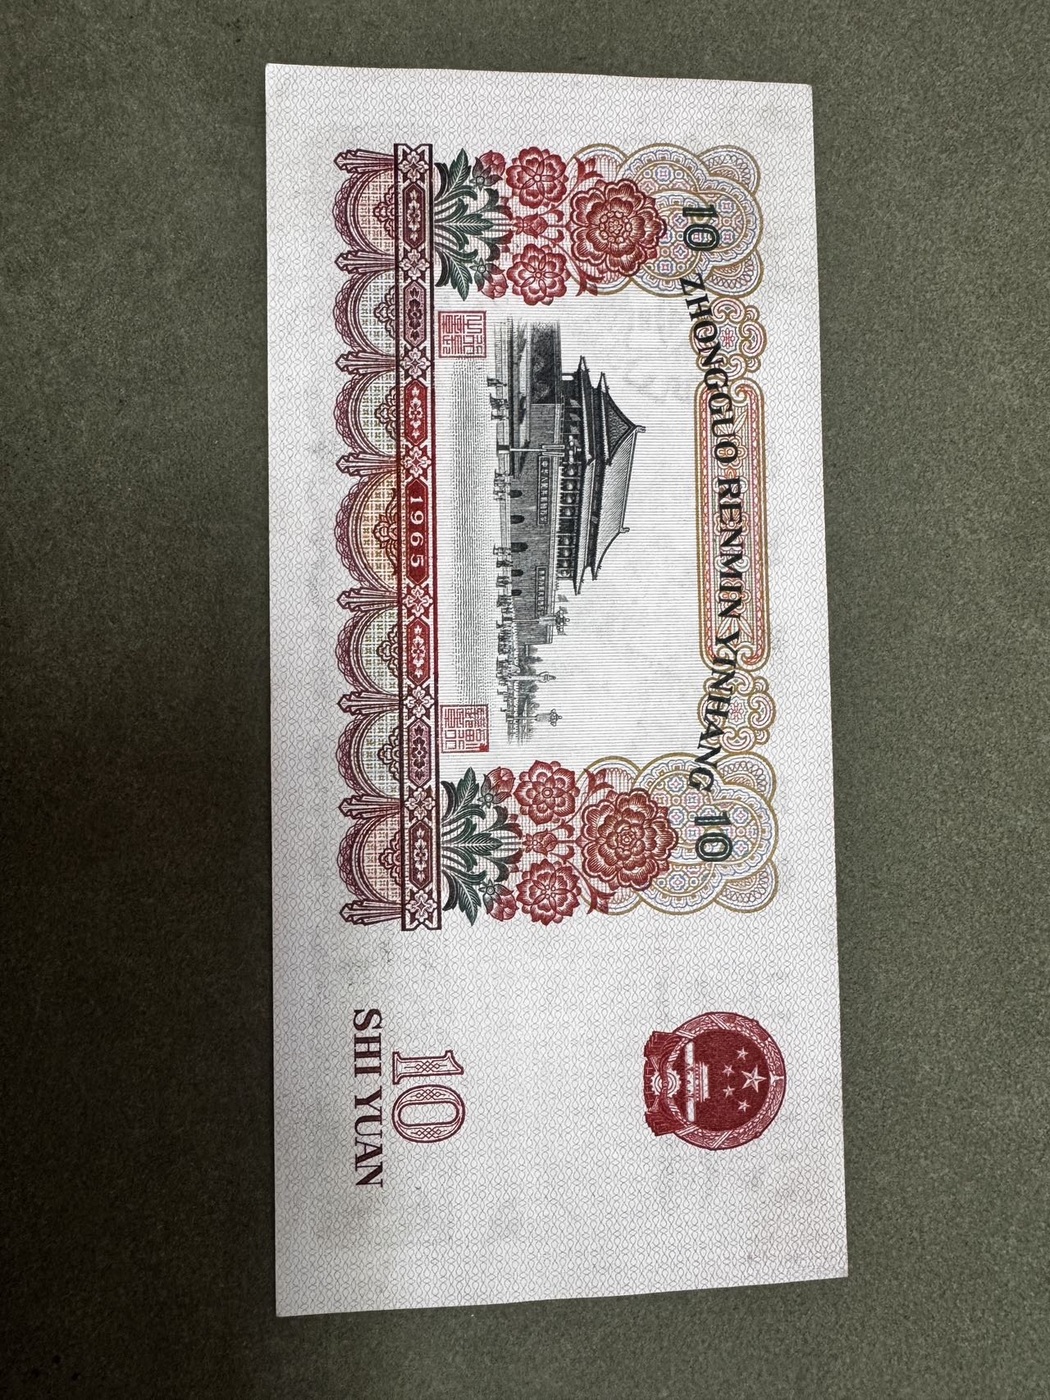 10 ZHONGGUO RENMIN YINHANG 10
1965
10
SHI YUAN